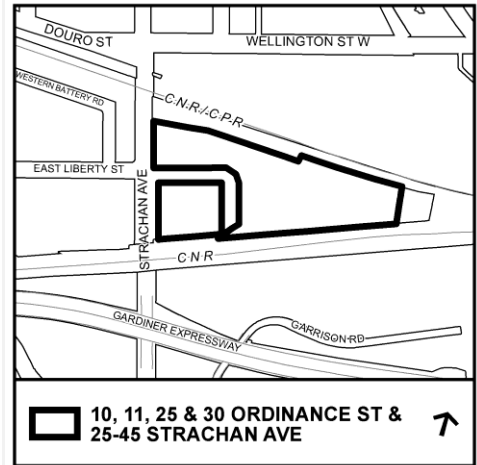 DOURO ST
WELLINGTON ST W
WESTERN BATTERY RD
C.N.R./C.P.R
EAST LIBERTY ST
STRACHAN AVE
C N R
GARDINER EXPRESSWAY
GARRISON RD
10, 11, 25 & 30 ORDINANCE ST &
25-45 STRACHAN AVE